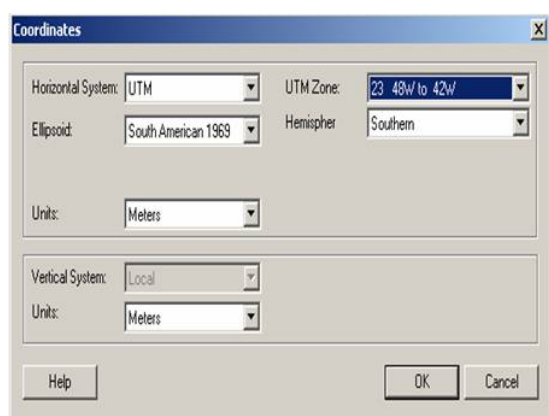 Coordinates
Horizontal System: UTM UTM Zone: 23 48W to 42W
Ellipsoid: South American 1969 Hemispher Southern
Units: Meters
Vertical System: Local
Units: Meters
Help OK Cancel